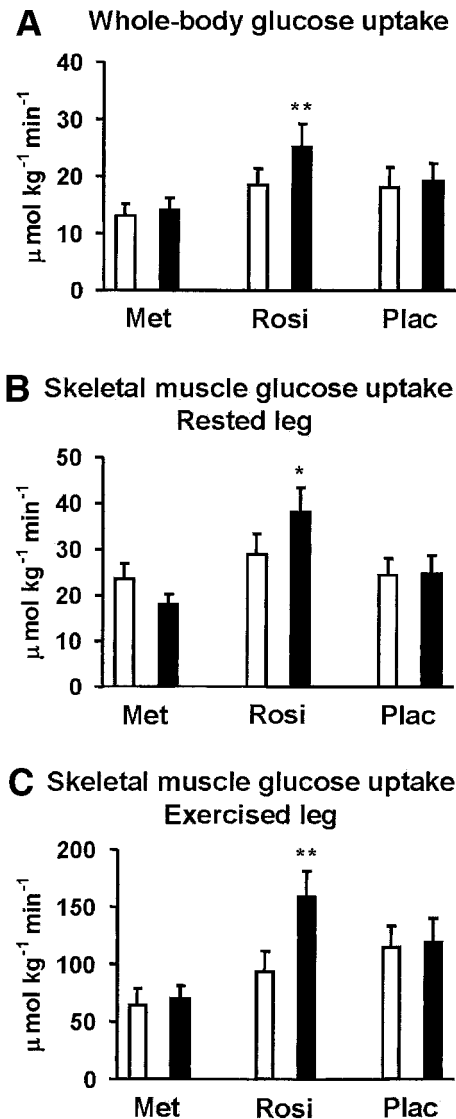 A Whole-body glucose uptake
μmol kg⁻¹ min⁻¹
40
30
20
10
0
**
Met Rosi Plac
B Skeletal muscle glucose uptake
Rested leg
μmol kg⁻¹ min⁻¹
50
40
30
20
10
0
*
Met Rosi Plac
C Skeletal muscle glucose uptake
Exercised leg
μmol kg⁻¹ min⁻¹
200
150
100
50
0
**
Met Rosi Plac